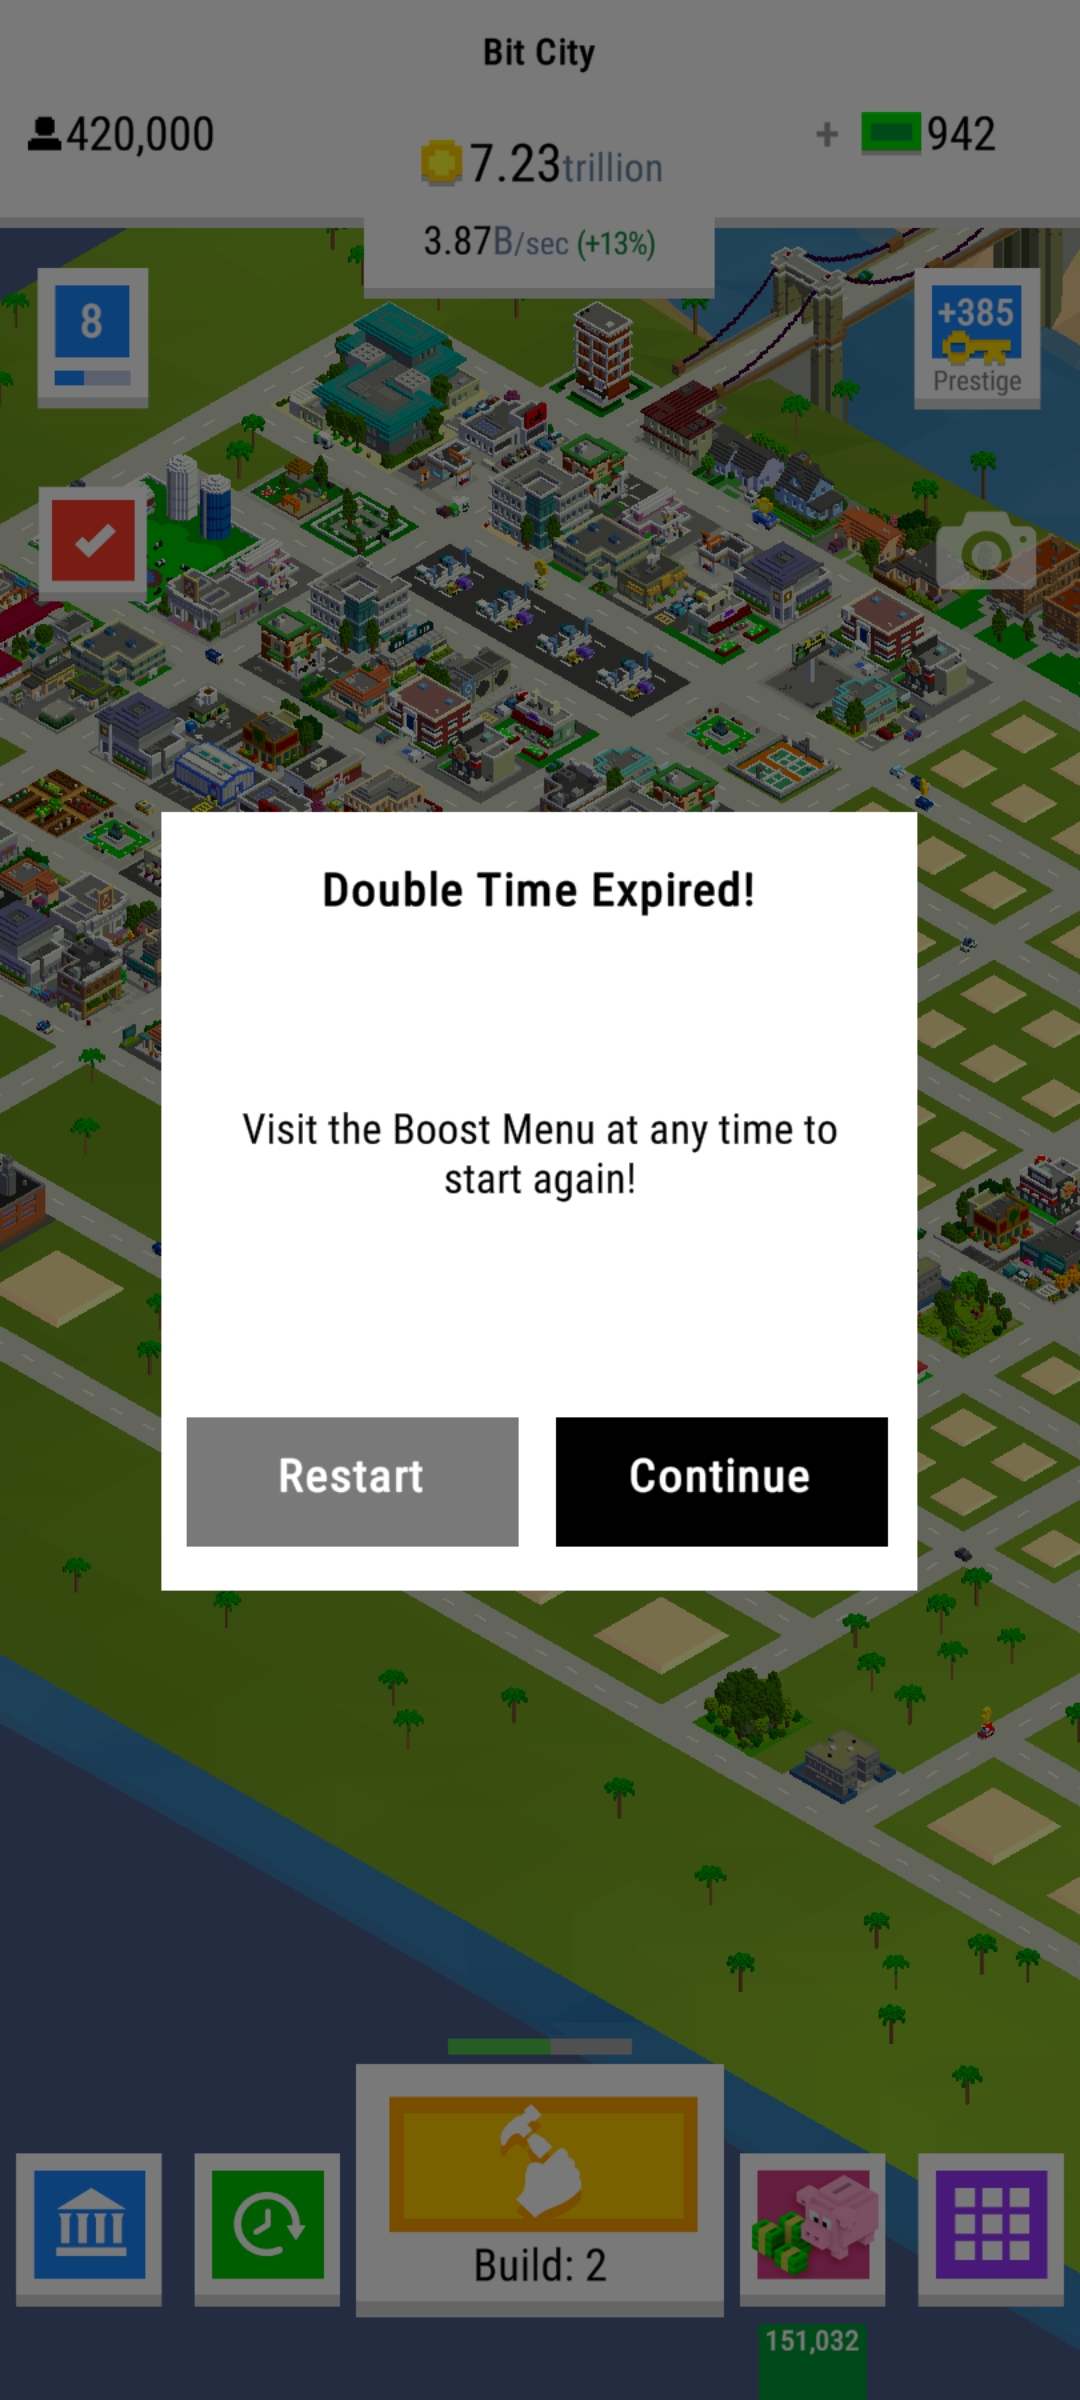 Bit City
420,000
+ 942
7.23trillion
3.87B/sec (+13%)
8
+385
Prestige
Double Time Expired!
Visit the Boost Menu at any time to
start again!
Restart
Continue
Build: 2
151,032